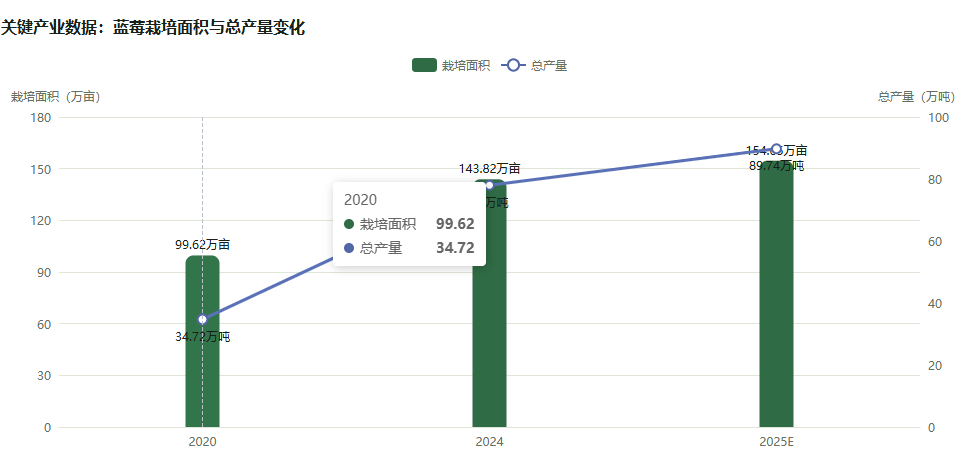 关键产业数据：蓝莓栽培面积与总产量变化
栽培面积 总产量
栽培面积（万亩） 总产量（万吨）
180 100
150 80
120 60
90 40
60 20
30 0
0
99.62万亩
143.82万亩
万亩
34.72万吨
万吨
89.74万吨
2020
栽培面积 99.62
总产量 34.72
2020 2024 2025E